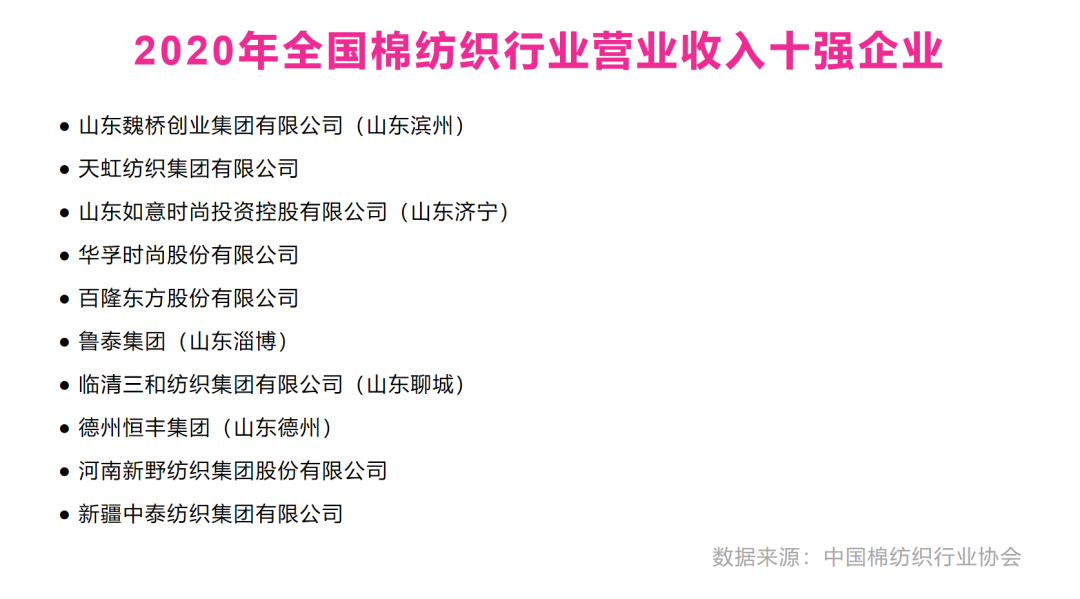 2020年全国棉纺织行业营业收入十强企业
● 山东魏桥创业集团有限公司（山东滨州）
● 天虹纺织集团有限公司
● 山东如意时尚投资控股有限公司（山东济宁）
● 华孚时尚股份有限公司
● 百隆东方股份有限公司
● 鲁泰集团（山东淄博）
● 临清三和纺织集团有限公司（山东聊城）
● 德州恒丰集团（山东德州）
● 河南新野纺织集团股份有限公司
● 新疆中泰纺织集团有限公司
数据来源：中国棉纺织行业协会